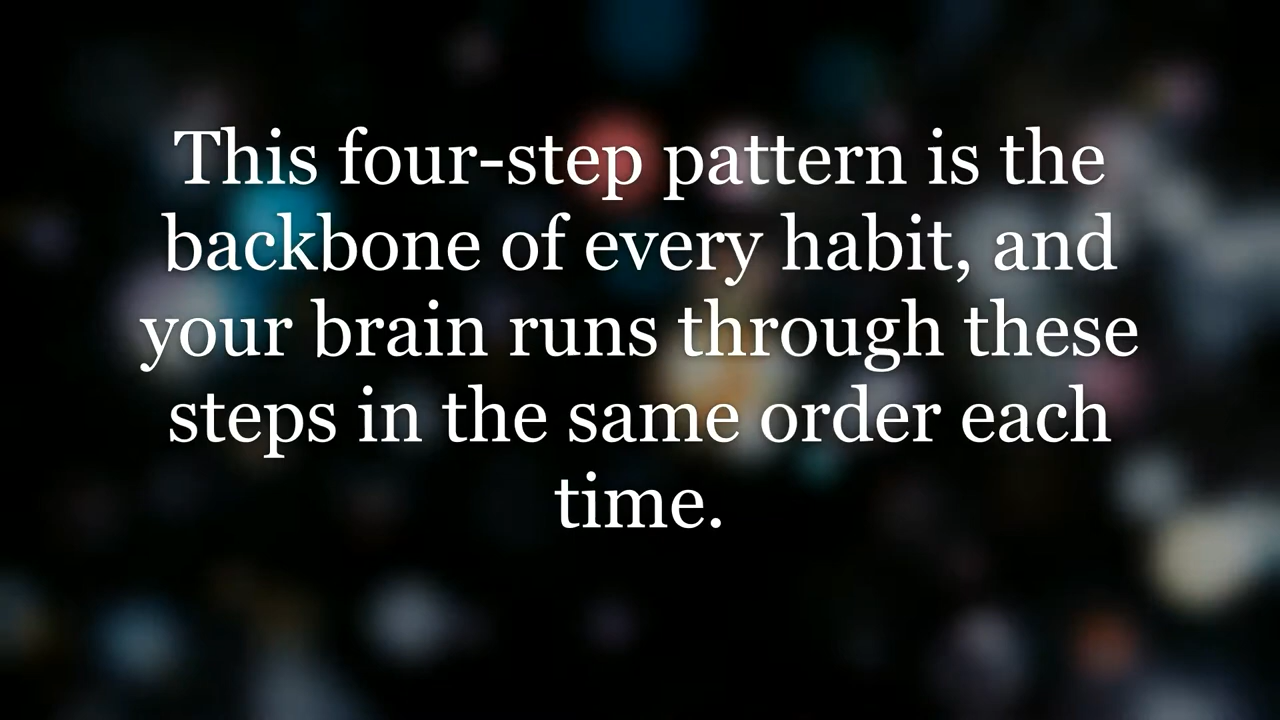 This four-step pattern is the
backbone of every habit, and
your brain runs through these
steps in the same order each
time.